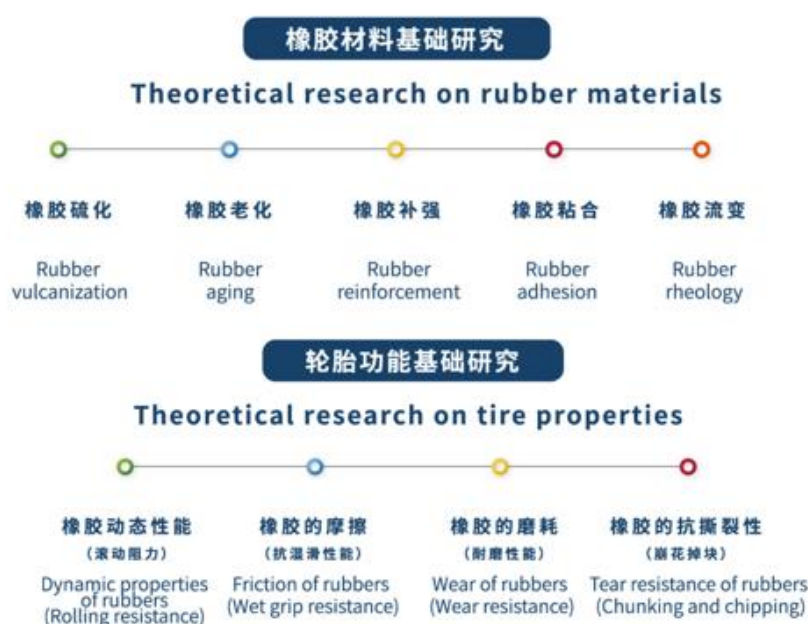 橡胶材料基础研究
Theoretical research on rubber materials
橡胶硫化
橡胶老化
橡胶补强
橡胶粘合
橡胶流变
Rubber
vulcanization
Rubber
aging
Rubber
reinforcement
Rubber
adhesion
Rubber
rheology
轮胎功能基础研究
Theoretical research on tire properties
橡胶动态性能
(滚动阻力)
橡胶的摩擦
(抗湿滑性能)
橡胶的磨耗
(耐磨性能)
橡胶的抗撕裂性
(崩花掉块)
Dynamic properties
of rubbers
(Rolling resistance)
Friction of rubbers
(Wet grip resistance)
Wear of rubbers
(Wear resistance)
Tear resistance of rubbers
(Chunking and chipping)